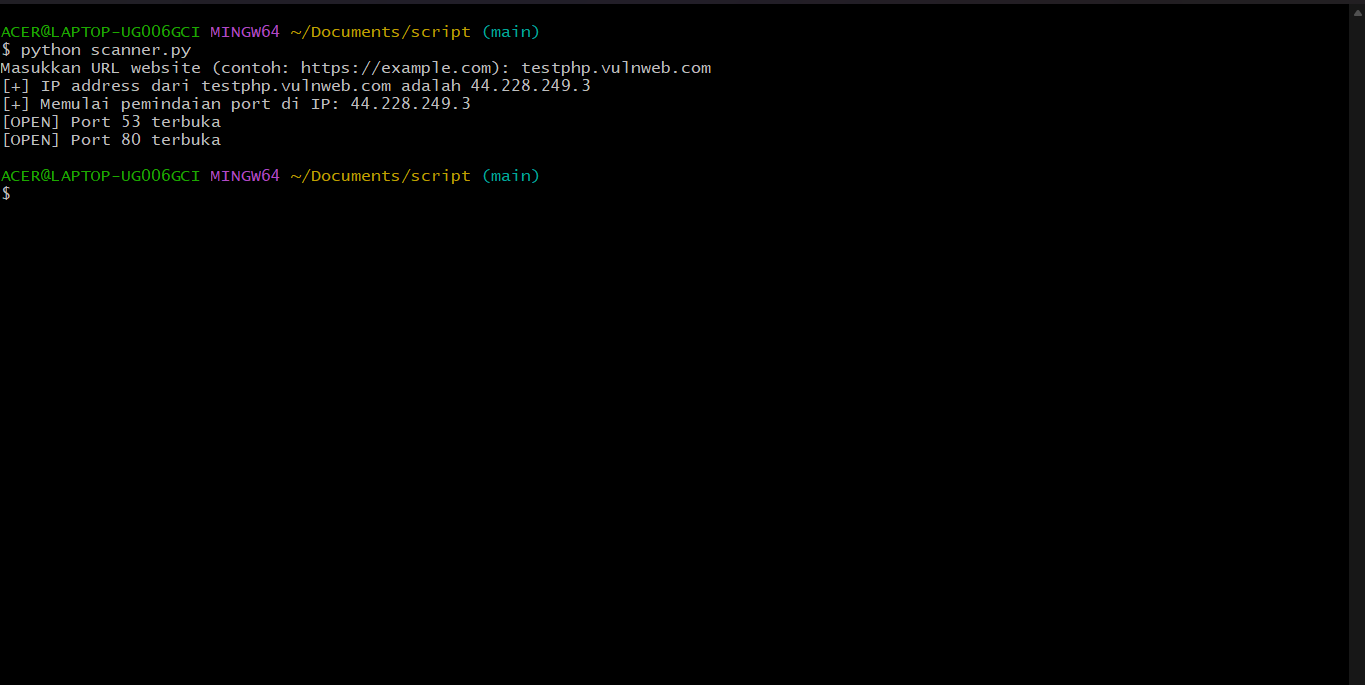 ACER@LAPTOP-UG006GCI MINGW64 ~/Documents/script (main)
$ python scanner.py
Masukkan URL website (contoh: https://example.com): testphp.vulnweb.com
[+] IP address dari testphp.vulnweb.com adalah 44.228.249.3
[+] Memulai pemindaian port di IP: 44.228.249.3
[OPEN] Port 53 terbuka
[OPEN] Port 80 terbuka
ACER@LAPTOP-UG006GCI MINGW64 ~/Documents/script (main)
$